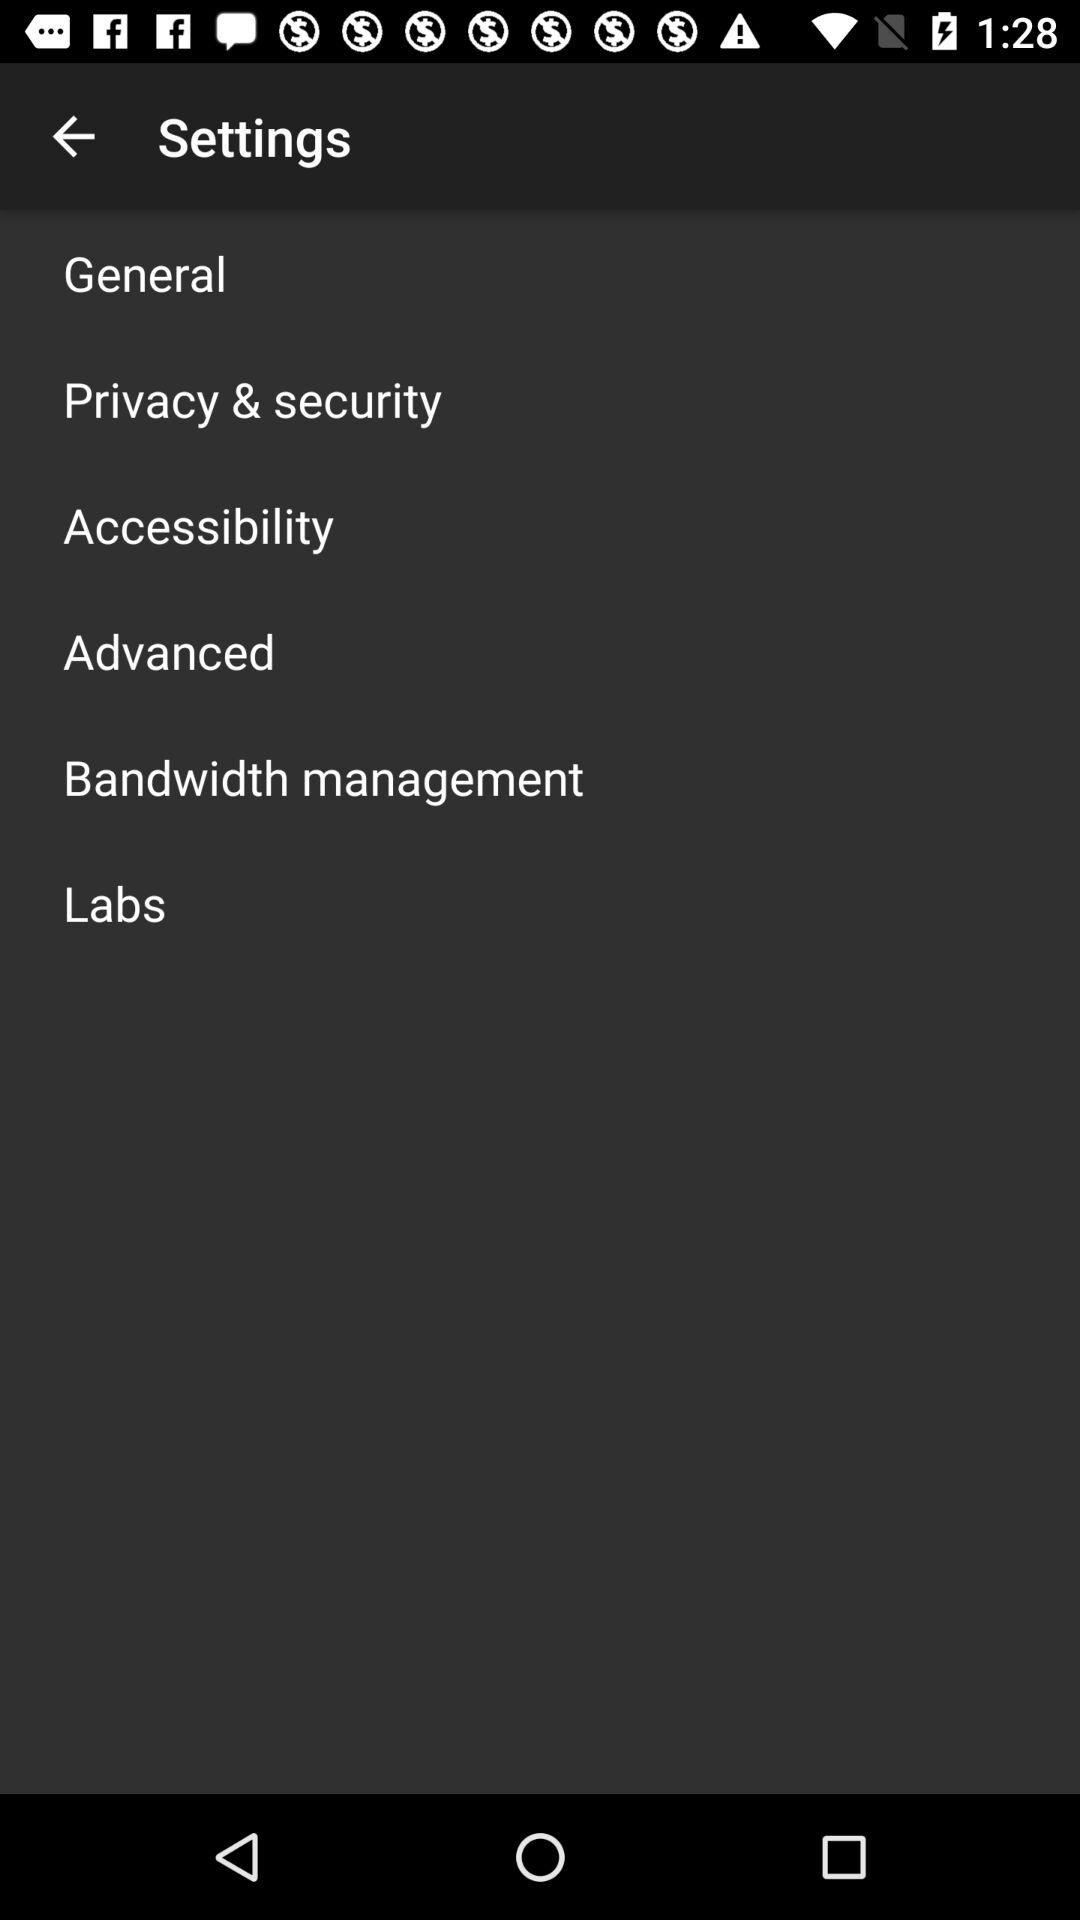 1:28
Settings
General
Privacy & security
Accessibility
Advanced
Bandwidth management
Labs